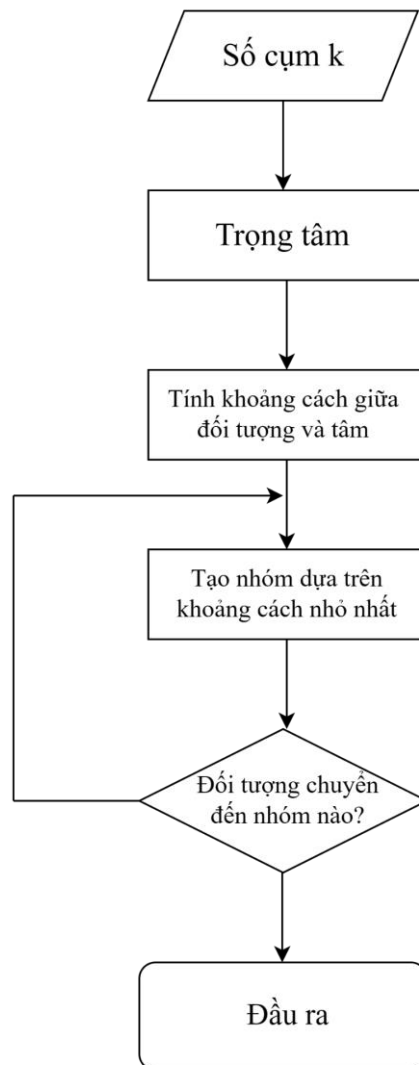 Số cụm k
Trọng tâm
Tính khoảng cách giữa
đối tượng và tâm
Tạo nhóm dựa trên
khoảng cách nhỏ nhất
Đối tượng chuyển
đến nhóm nào?
Đầu ra